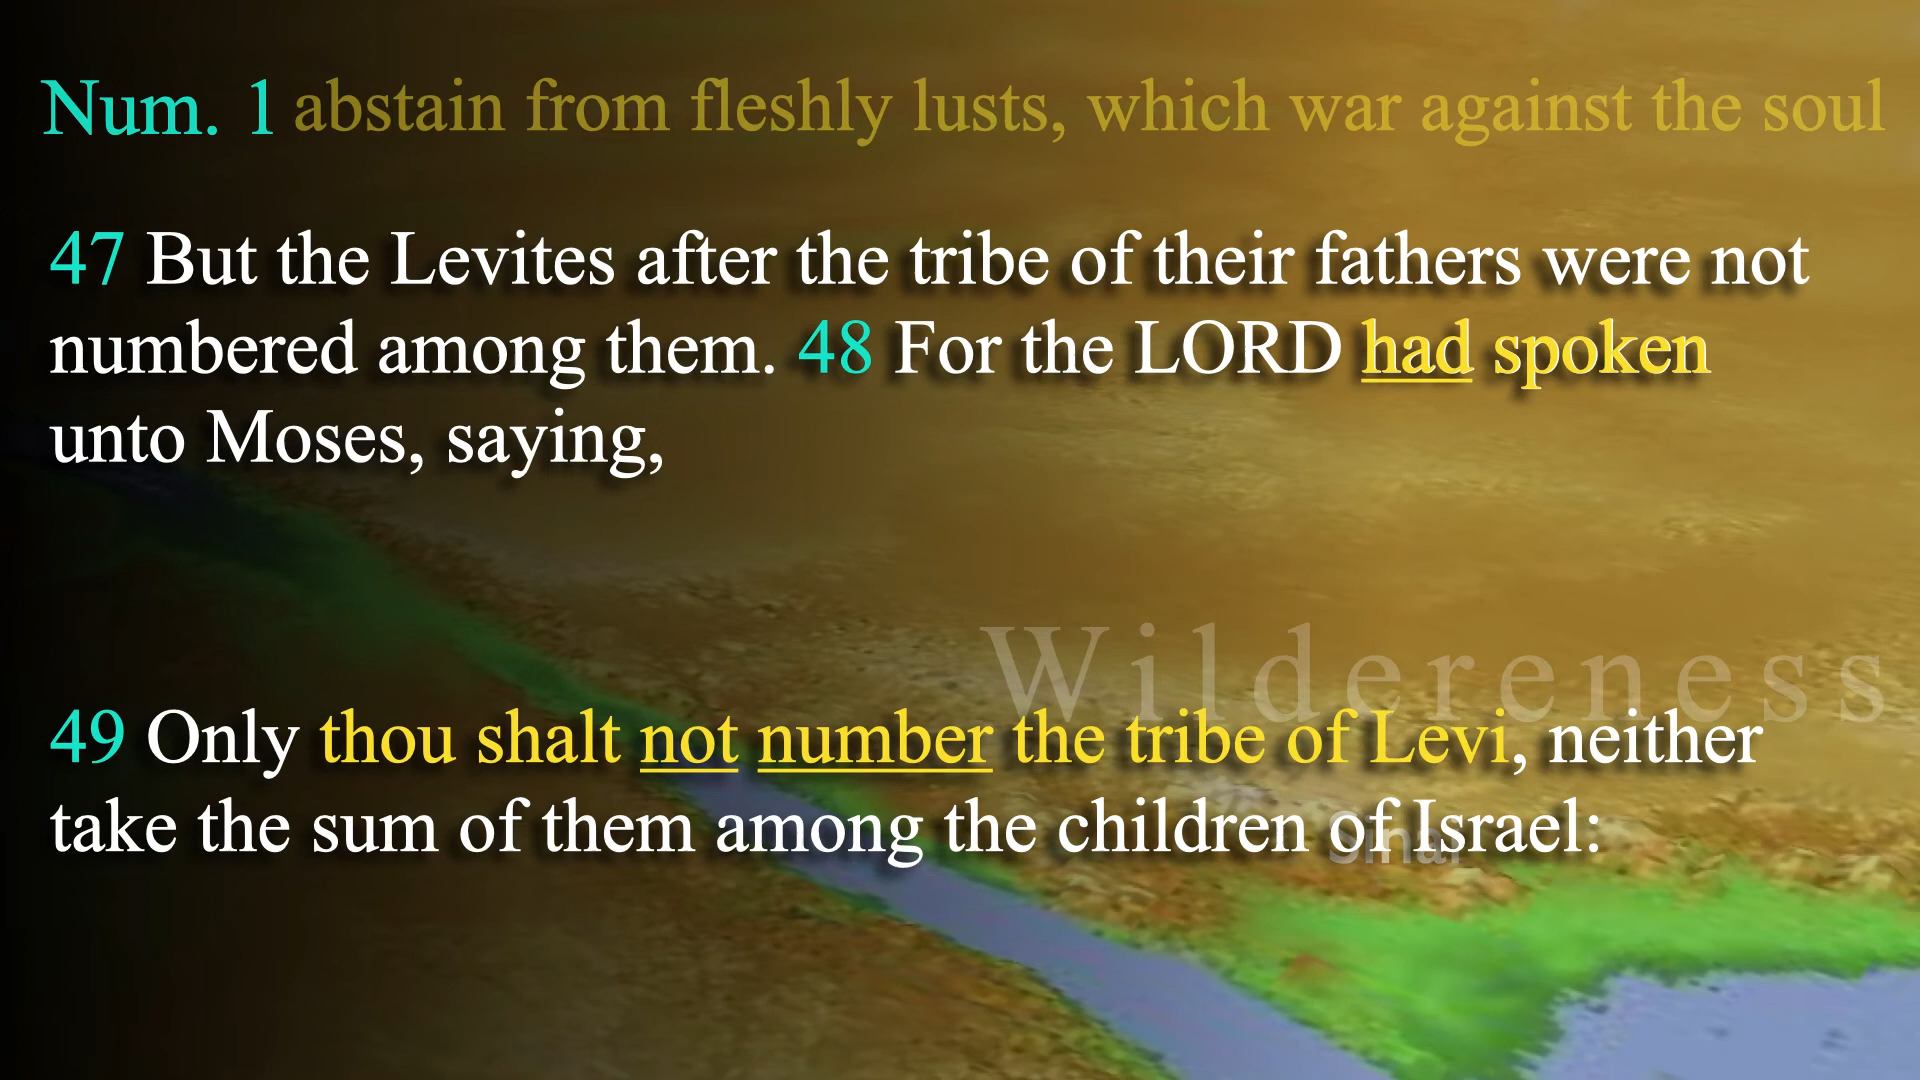 Num. 1 abstain from fleshly lusts, which war against the soul
47 But the Levites after the tribe of their fathers were not
numbered among them. 48 For the LORD had spoken
unto Moses, saying,
Wildereness
49 Only thou shalt not number the tribe of Levi, neither
take the sum of them among the children of Israel:
Sinai